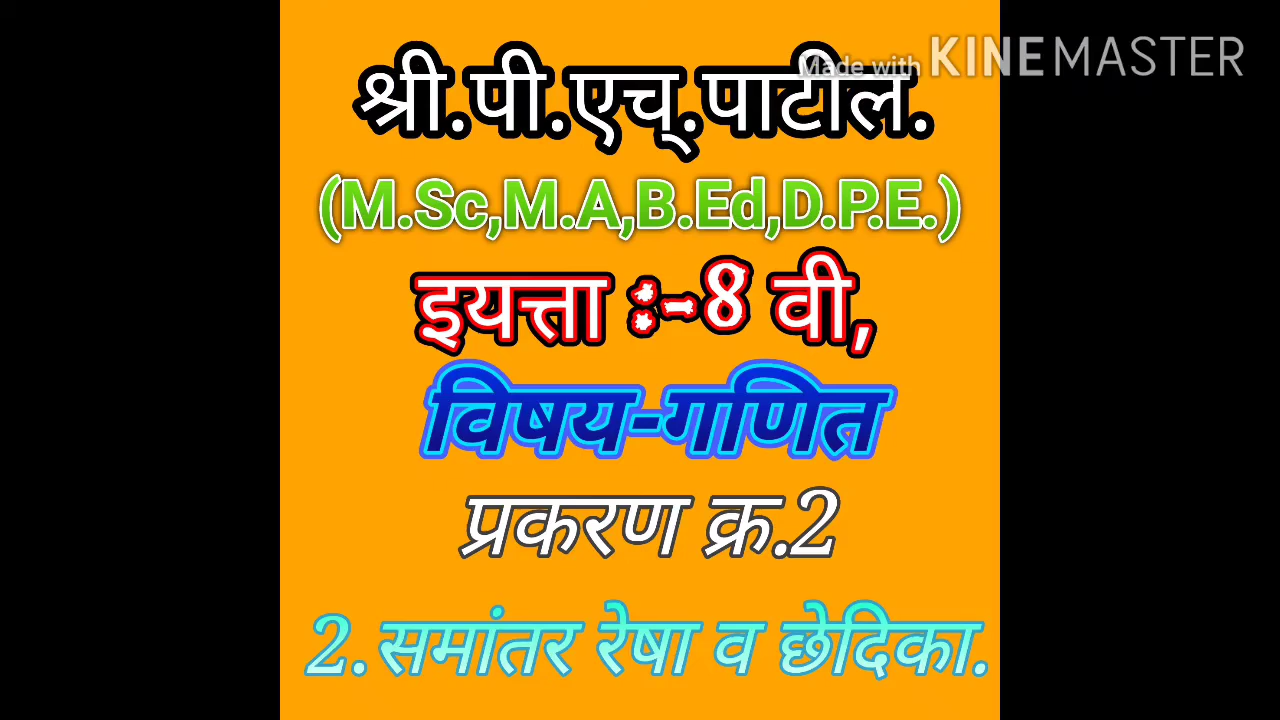 Made with KINEMASTER
श्री.पी.एच्.पाटील.
(M.Sc,M.A,B.Ed,D.P.E.)
इयत्ता :-8 वी,
विषय-गणित
प्रकरण क्र.2
2.समांतर रेषा व छेदिका.